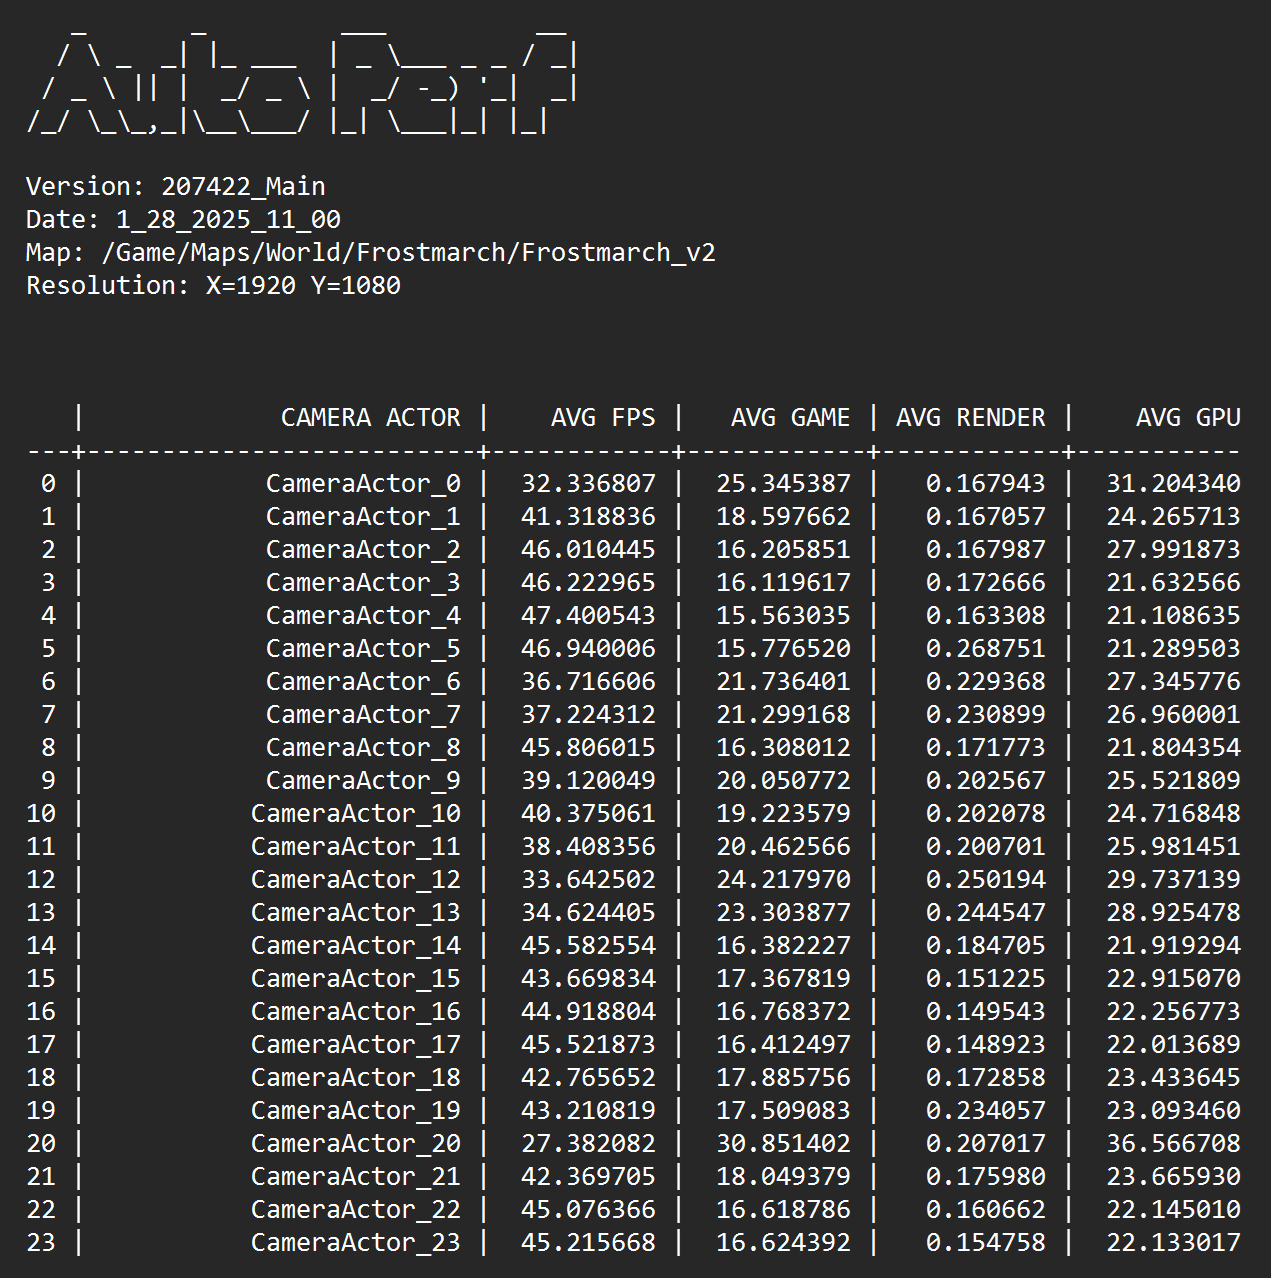 _       _         ___          __
   / \ _  _| |_ ___  | _ \___ _ _ / _|
  / _ \ || |  _/ _ \ |  _/ -_) '_|  _|
 /_/ \_\_,_|\__\___/ |_| \___|_| |_|
Version: 207422_Main
Date: 1_28_2025_11_00
Map: /Game/Maps/World/Frostmarch/Frostmarch_v2
Resolution: X=1920 Y=1080
   |             CAMERA ACTOR |    AVG FPS |   AVG GAME | AVG RENDER |    AVG GPU
---+--------------------------+------------+------------+------------+-----------
 0 |            CameraActor_0 |  32.336807 |  25.345387 |   0.167943 |  31.204340
 1 |            CameraActor_1 |  41.318836 |  18.597662 |   0.167057 |  24.265713
 2 |            CameraActor_2 |  46.010445 |  16.205851 |   0.167987 |  27.991873
 3 |            CameraActor_3 |  46.222965 |  16.119617 |   0.172666 |  21.632566
 4 |            CameraActor_4 |  47.400543 |  15.563035 |   0.163308 |  21.108635
 5 |            CameraActor_5 |  46.940006 |  15.776520 |   0.268751 |  21.289503
 6 |            CameraActor_6 |  36.716606 |  21.736401 |   0.229368 |  27.345776
 7 |            CameraActor_7 |  37.224312 |  21.299168 |   0.230899 |  26.960001
 8 |            CameraActor_8 |  45.806015 |  16.308012 |   0.171773 |  21.804354
 9 |            CameraActor_9 |  39.120049 |  20.050772 |   0.202567 |  25.521809
10 |           CameraActor_10 |  40.375061 |  19.223579 |   0.202078 |  24.716848
11 |           CameraActor_11 |  38.408356 |  20.462566 |   0.200701 |  25.981451
12 |           CameraActor_12 |  33.642502 |  24.217970 |   0.250194 |  29.737139
13 |           CameraActor_13 |  34.624405 |  23.303877 |   0.244547 |  28.925478
14 |           CameraActor_14 |  45.582554 |  16.382227 |   0.184705 |  21.919294
15 |           CameraActor_15 |  43.669834 |  17.367819 |   0.151225 |  22.915070
16 |           CameraActor_16 |  44.918804 |  16.768372 |   0.149543 |  22.256773
17 |           CameraActor_17 |  45.521873 |  16.412497 |   0.148923 |  22.013689
18 |           CameraActor_18 |  42.765652 |  17.885756 |   0.172858 |  23.433645
19 |           CameraActor_19 |  43.210819 |  17.509083 |   0.234057 |  23.093460
20 |           CameraActor_20 |  27.382082 |  30.851402 |   0.207017 |  36.566708
21 |           CameraActor_21 |  42.369705 |  18.049379 |   0.175980 |  23.665930
22 |           CameraActor_22 |  45.076366 |  16.618786 |   0.160662 |  22.145010
23 |           CameraActor_23 |  45.215668 |  16.624392 |   0.154758 |  22.133017